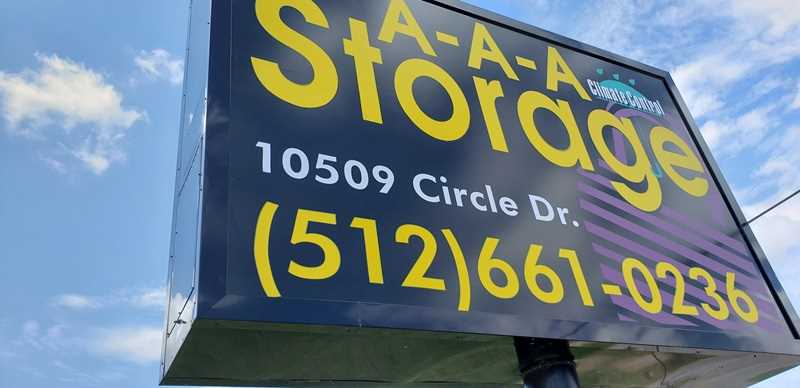 A-A-A
Storage
Climate Control
10509 Circle Dr.
(512)661-0236